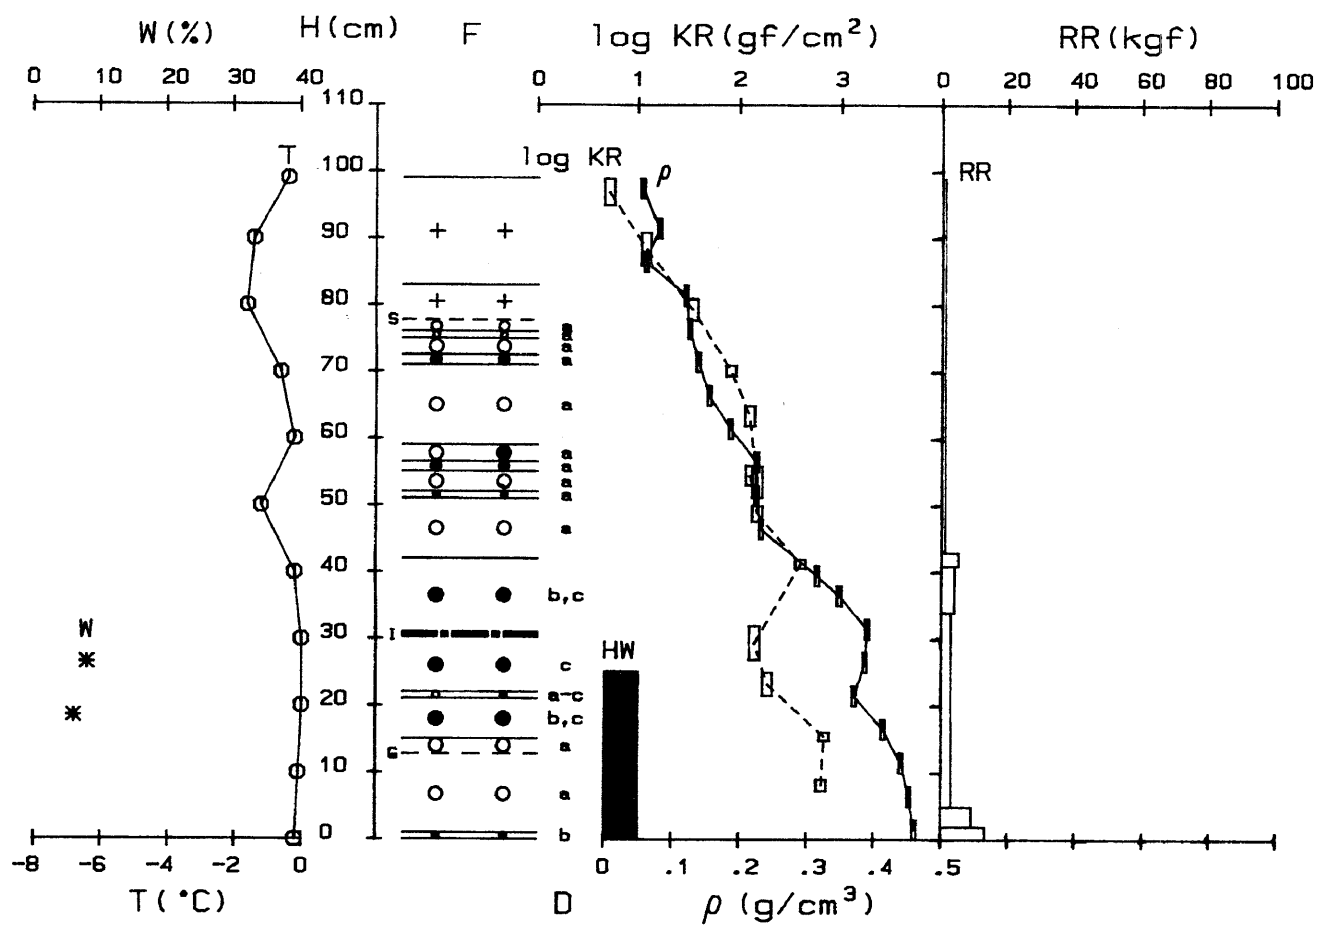 W(%) H(cm) F log KR(gf/cm²) RR(kgf)
0 10 20 30 40 0 1 2 3 0 20 40 60 80 100
110
T 100 log KR ρ RR
90 + +
80 + +
S
a
a
70 a
a
60
a
a
a
50 a
a
40
b,c
W 30 I HW
* c
20 a-c
* b,c
a
G
10
a
0 b
-8 -6 -4 -2 0 0 .1 .2 .3 .4 .5
T(°C) D ρ (g/cm³)